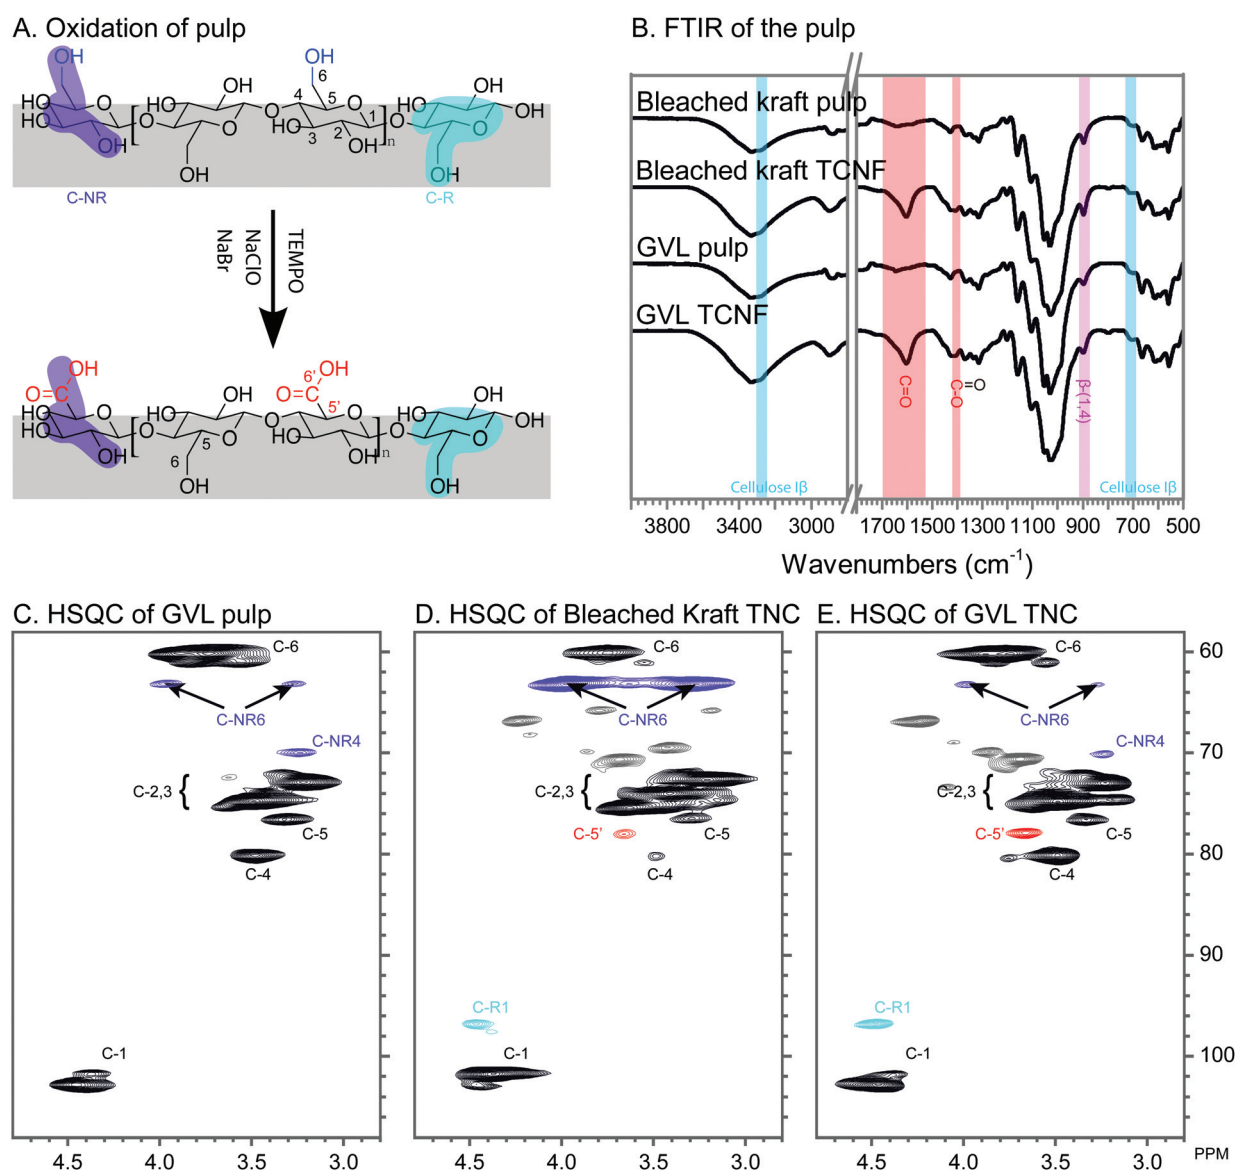 A. Oxidation of pulp
OH
OH
6
OH
OH
HO
HO
O
O
4
5
O
1
HO
O
OH
HO
O
HO
3
2
O
O
OH
[
]n
OH
OH
OH
C-NR
C-R
TEMPO
NaClO
NaBr
OH
O=C
6'
OH
O=C
5'
OH
OH
HO
HO
O
O
O
HO
O
OH
HO
O
5
HO
O
O
6
OH
[
]n
OH
OH
OH
B. FTIR of the pulp
Bleached kraft pulp
Bleached kraft TCNF
GVL pulp
GVL TCNF
C=O
C-O
=O
β-(1,4)
Cellulose Iβ
Cellulose Iβ
3800 3400 3000 1700 1500 1300 1100 900 700 500
Wavenumbers (cm-1)
C. HSQC of GVL pulp
C-6
C-NR6
C-NR4
C-2,3 {
C-5
C-4
C-1
4.5 4.0 3.5 3.0
D. HSQC of Bleached Kraft TNC
C-6
C-NR6
C-2,3 {
C-5'
C-5
C-4
C-R1
C-1
4.5 4.0 3.5 3.0
E. HSQC of GVL TNC
C-6
C-NR6
C-NR4
C-2,3 {
C-5'
C-5
C-4
C-R1
C-1
4.5 4.0 3.5 3.0
60
70
80
90
100
PPM